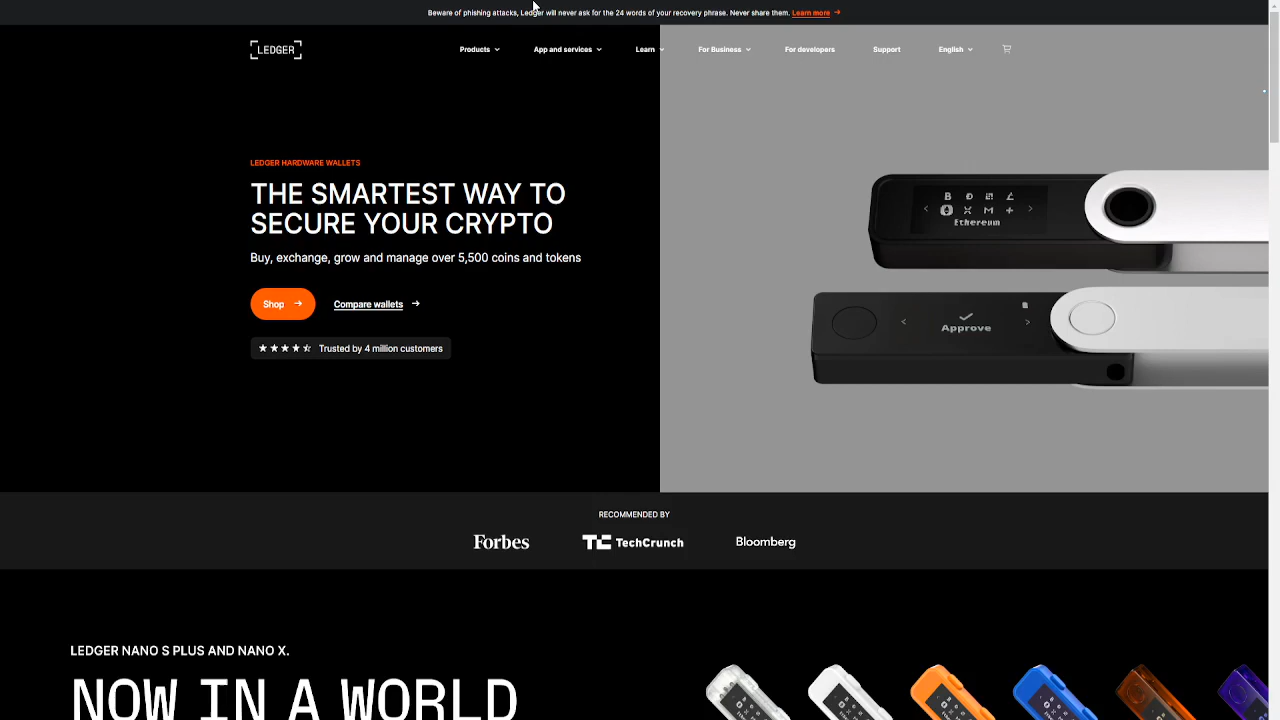 Beware of phishing attacks, Ledger will never ask for the 24 words of your recovery phrase. Never share them. Learn more
LEDGER Products App and services Learn For Business For developers Support English
LEDGER HARDWARE WALLETS
THE SMARTEST WAY TO
SECURE YOUR CRYPTO
Buy, exchange, grow and manage over 5,500 coins and tokens
Shop Compare wallets
Trusted by 4 million customers
Ethereum
Approve
RECOMMENDED BY
Forbes TC TechCrunch Bloomberg
LEDGER NANO S PLUS AND NANO X.
NOW IN A WORLD